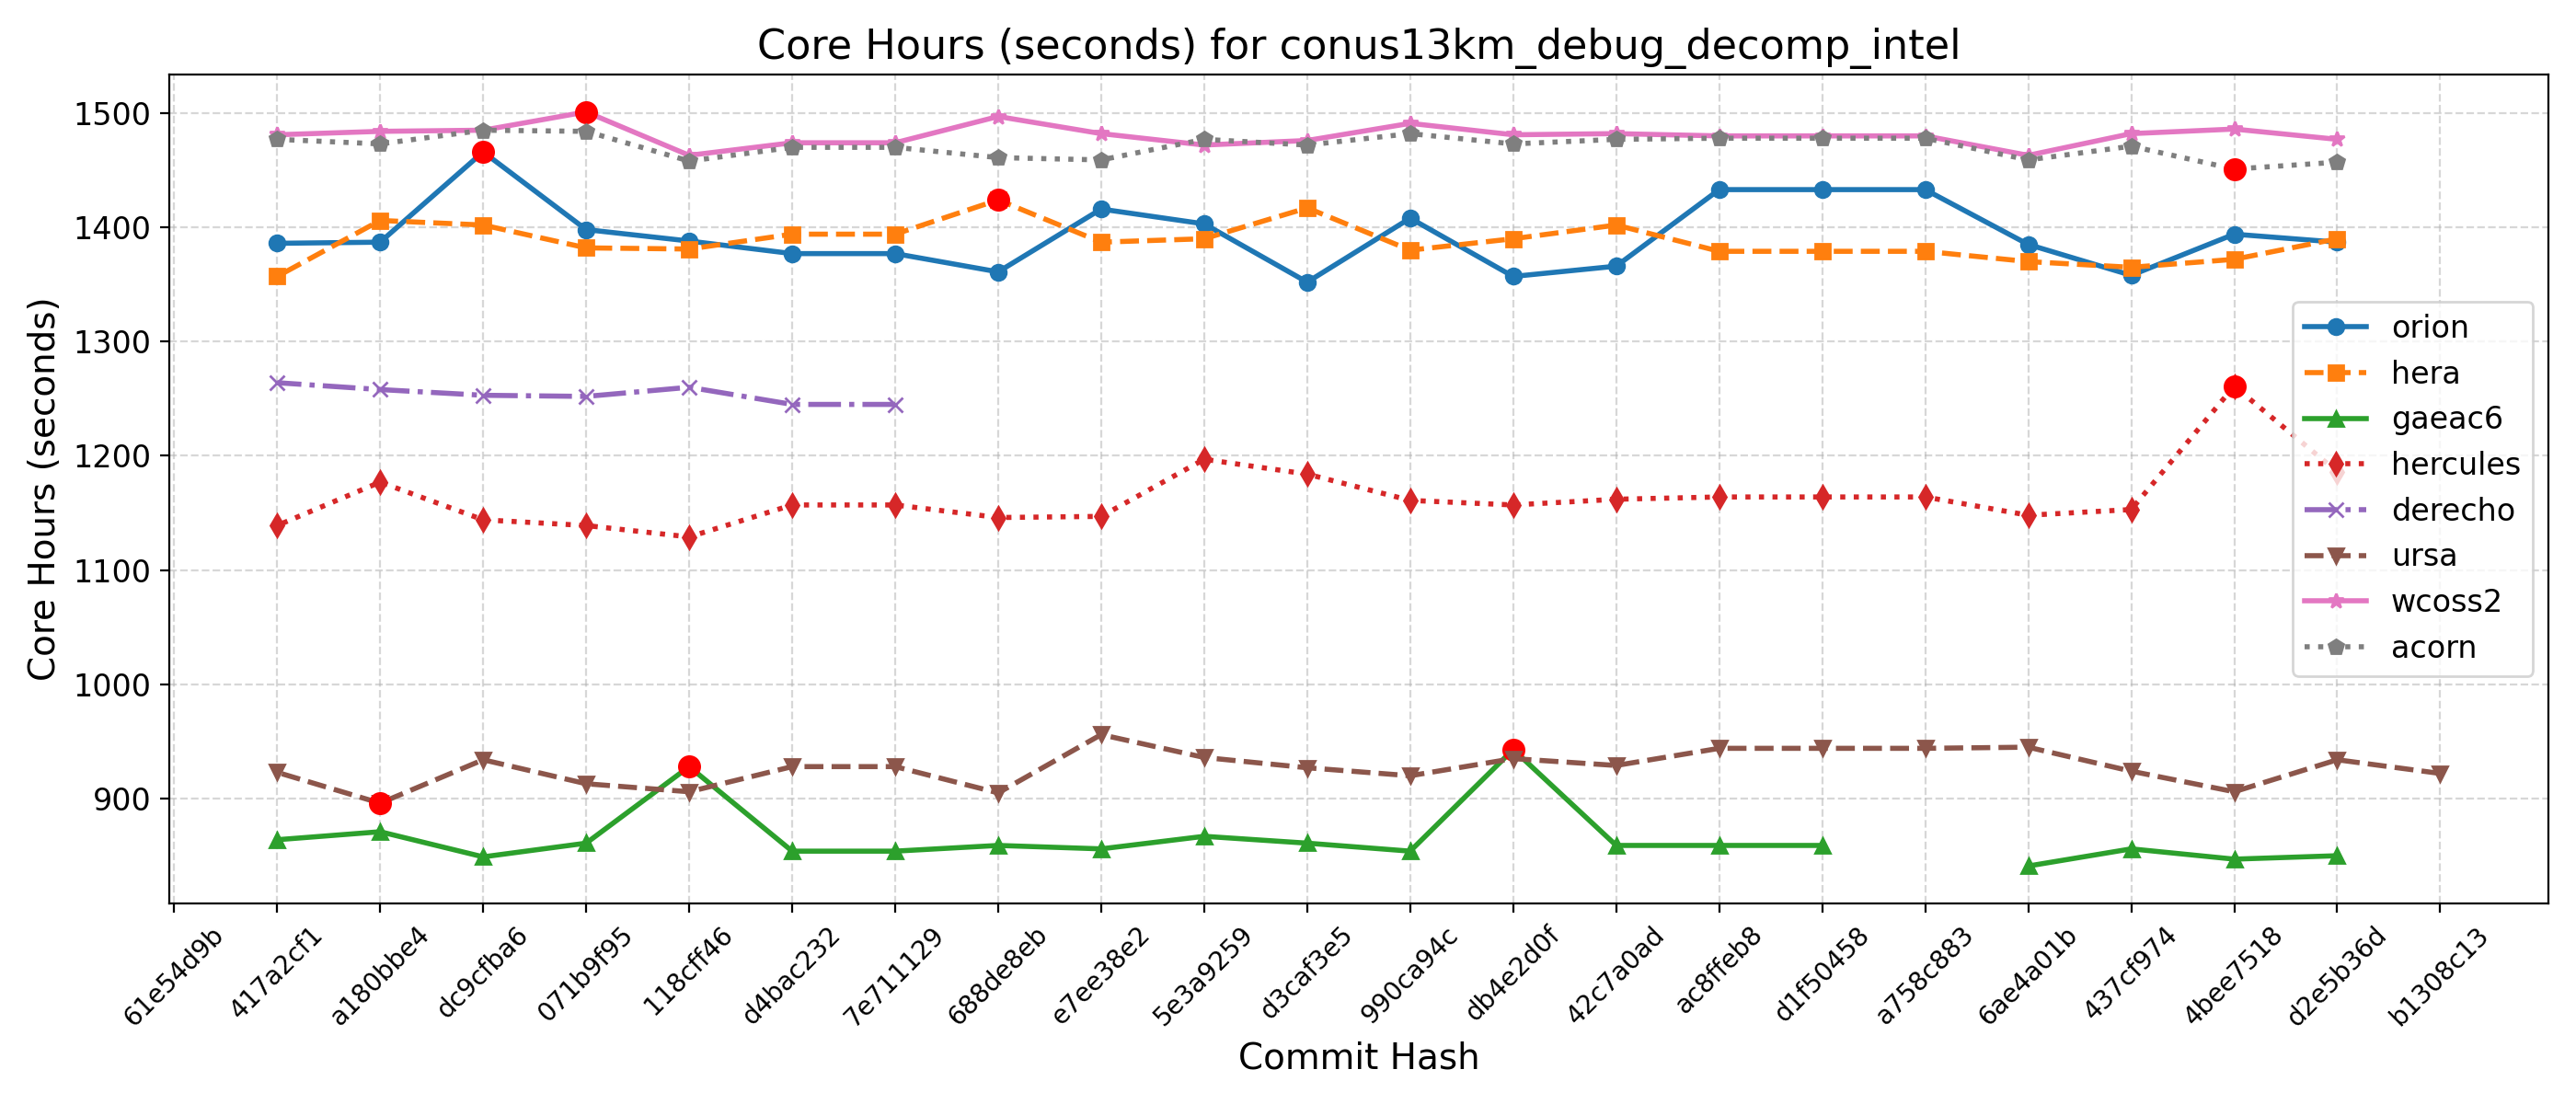 Core Hours (seconds) for conus13km_debug_decomp_intel
Core Hours (seconds)
1500
1400
1300
1200
1100
1000
900
orion
hera
gaeac6
hercules
derecho
ursa
wcoss2
acorn
61e54d9b
417a2cf1
a180bbe4
dc9cfba6
071b9f95
118cff46
d4bac232
7e711129
688de8eb
e7ee38e2
5e3a9259
d3caf3e5
990ca94c
db4e2d0f
42c7a0ad
ac8ffeb8
d1f50458
a758c883
6ae4a01b
437cf974
4bee7518
d2e5b36d
b1308c13
Commit Hash